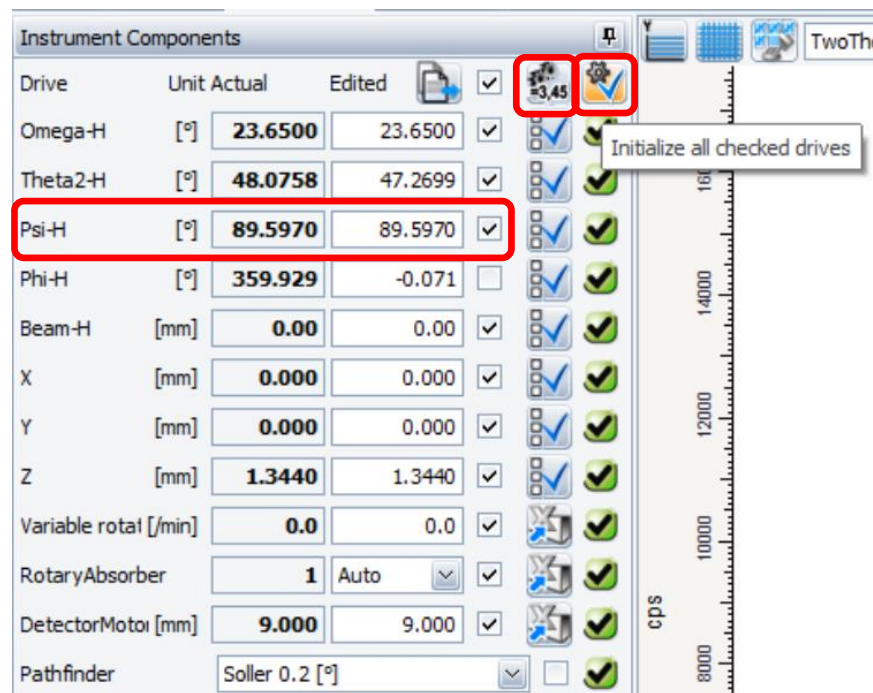 Instrument Components
TwoThe
Drive Unit Actual Edited =3,45
Omega-H [°] 23.6500 23.6500
Initialize all checked drives
Theta2-H [°] 48.0758 47.2699
Psi-H [°] 89.5970 89.5970
Phi-H [°] 359.929 -0.071
Beam-H [mm] 0.00 0.00
X [mm] 0.000 0.000
Y [mm] 0.000 0.000
Z [mm] 1.3440 1.3440
Variable rotat [/min] 0.0 0.0
RotaryAbsorber 1 Auto
DetectorMotor [mm] 9.000 9.000
Pathfinder Soller 0.2 [°]
Y
14000
12000
10000
8000
cps